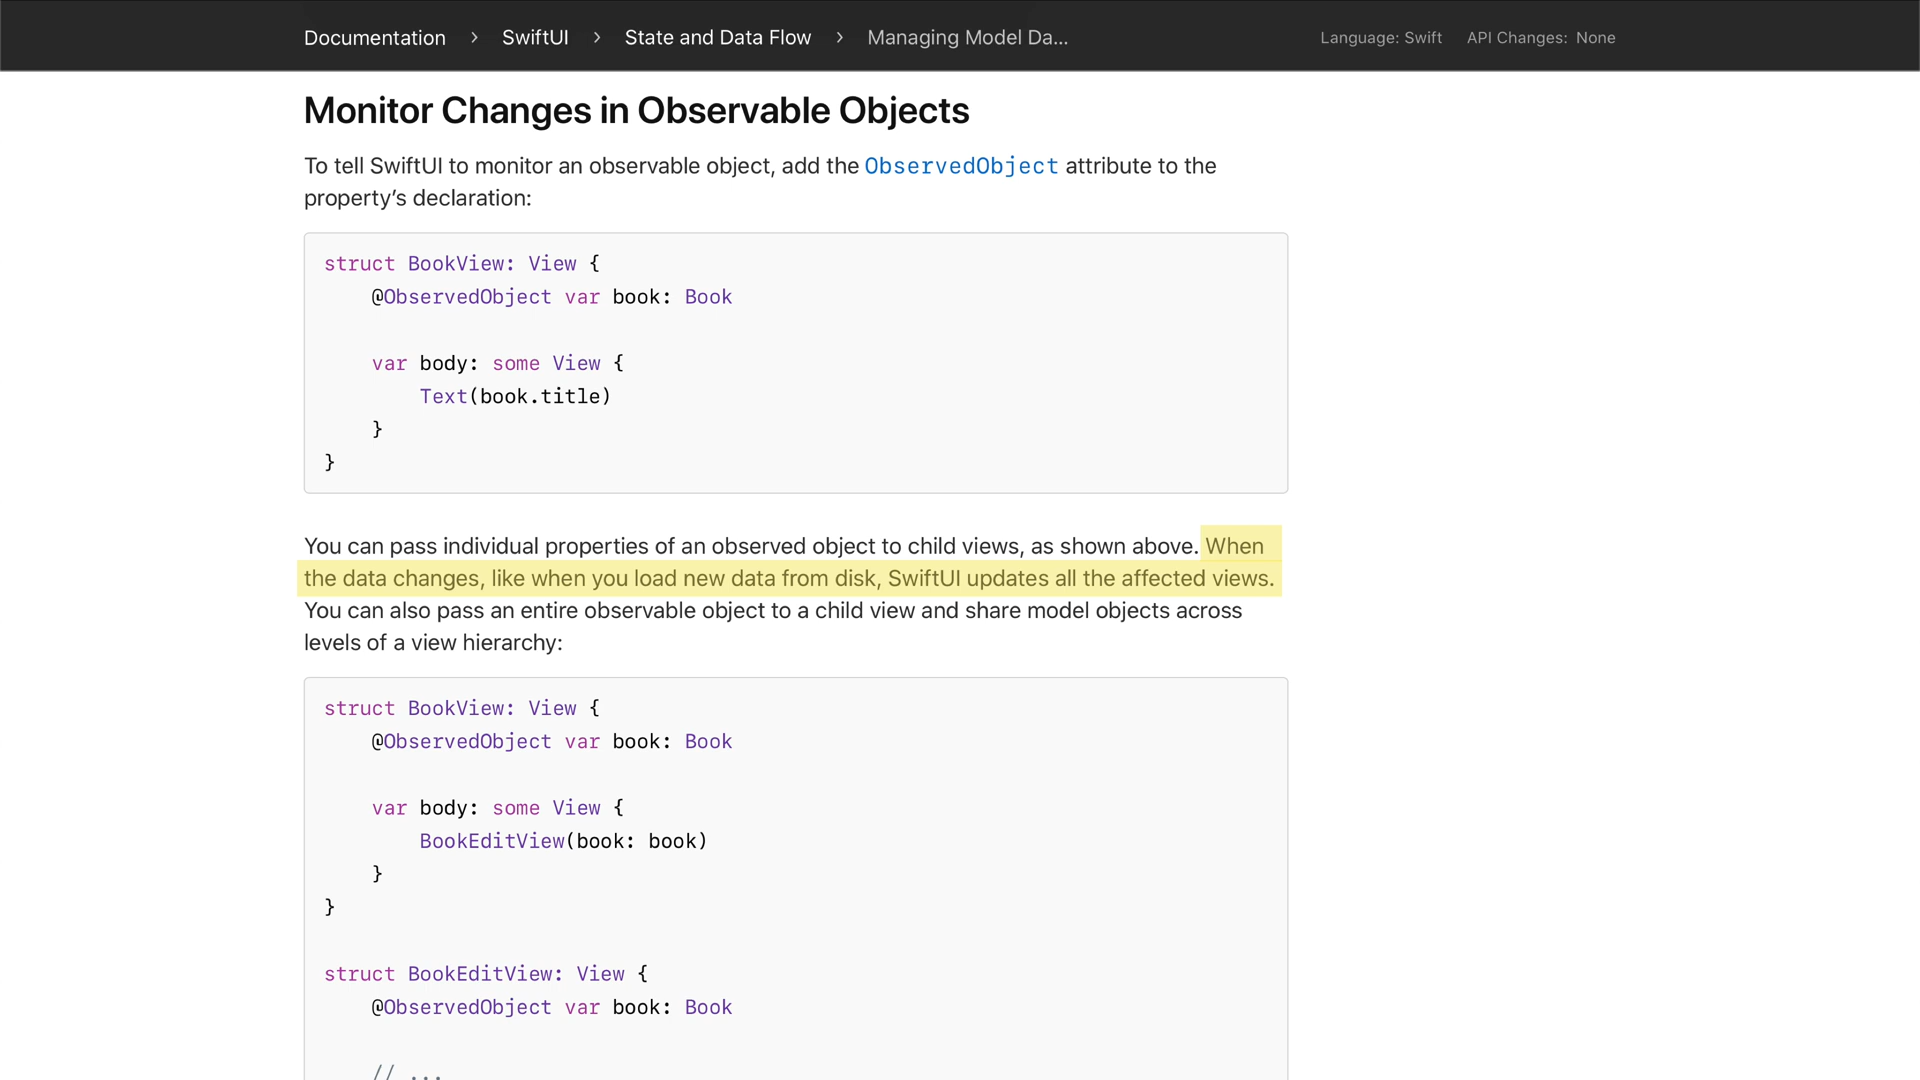 Documentation > SwiftUI > State and Data Flow > Managing Model Da... Language: Swift API Changes: None
Monitor Changes in Observable Objects
To tell SwiftUI to monitor an observable object, add the ObservedObject attribute to the
property’s declaration:
struct BookView: View {
    @ObservedObject var book: Book
    var body: some View {
        Text(book.title)
    }
}
You can pass individual properties of an observed object to child views, as shown above. When
the data changes, like when you load new data from disk, SwiftUI updates all the affected views.
You can also pass an entire observable object to a child view and share model objects across
levels of a view hierarchy:
struct BookView: View {
    @ObservedObject var book: Book
    var body: some View {
        BookEditView(book: book)
    }
}
struct BookEditView: View {
    @ObservedObject var book: Book
    // ...